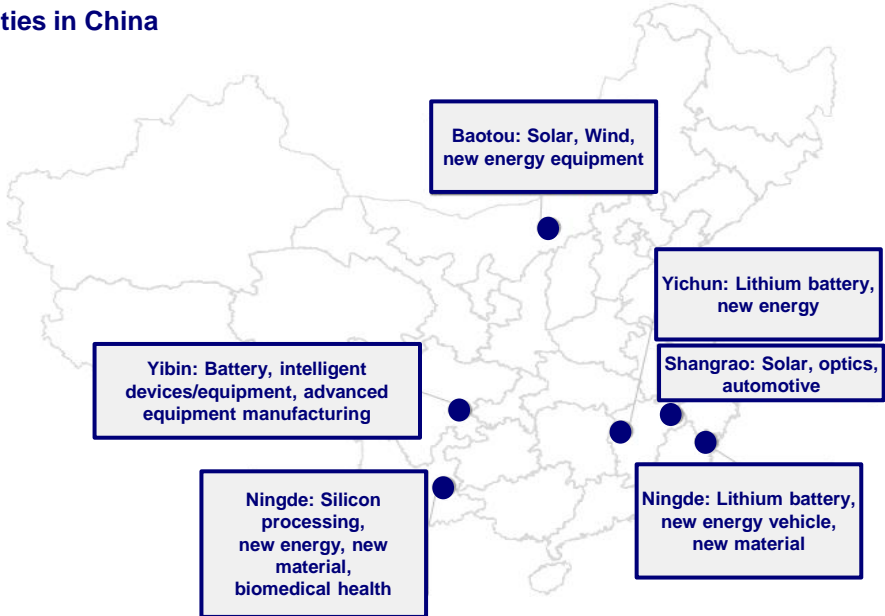 ties in China
Baotou: Solar, Wind,
new energy equipment
Yichun: Lithium battery,
new energy
Shangrao: Solar, optics,
automotive
Yibin: Battery, intelligent
devices/equipment, advanced
equipment manufacturing
Ningde: Silicon
processing,
new energy, new
material,
biomedical health
Ningde: Lithium battery,
new energy vehicle,
new material